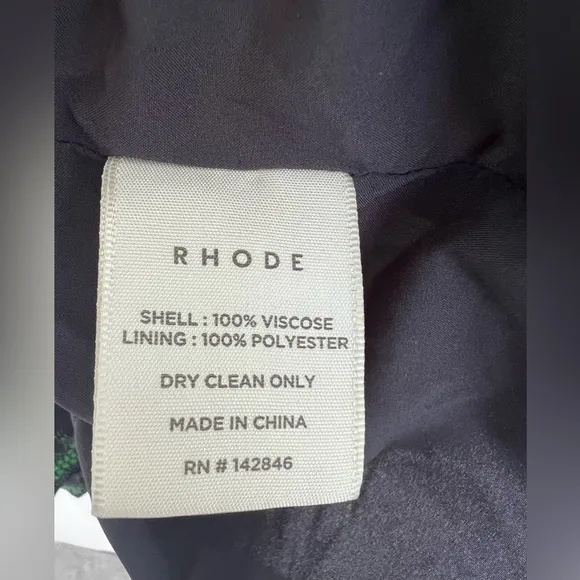 RHODE
SHELL : 100% VISCOSE
LINING : 100% POLYESTER
DRY CLEAN ONLY
MADE IN CHINA
RN # 142846